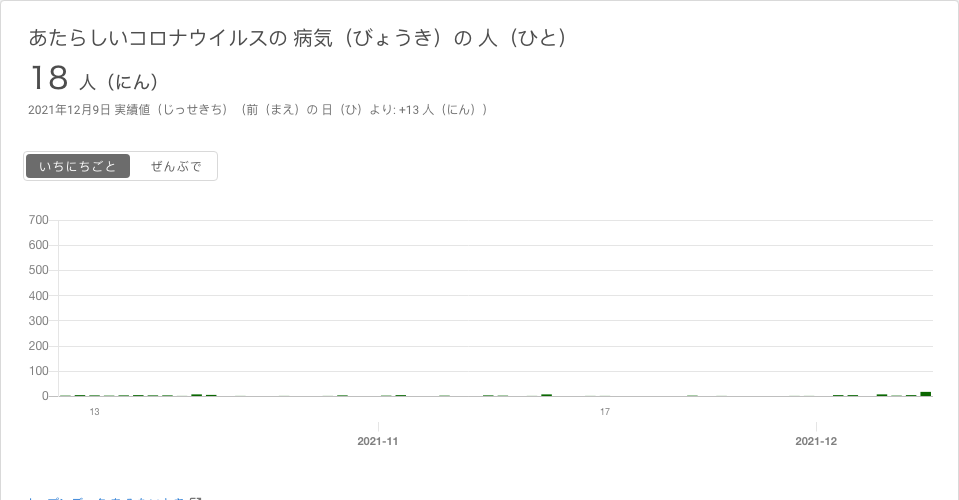 あたらしいコロナウイルスの 病気（びょうき）の 人（ひと）
18 人（にん）
2021年12月9日 実績値（じっせきち）（前（まえ）の 日（ひ）より: +13 人（にん））
いちにちごと ぜんぶで
700
600
500
400
300
200
100
0
13 17
2021-11 2021-12